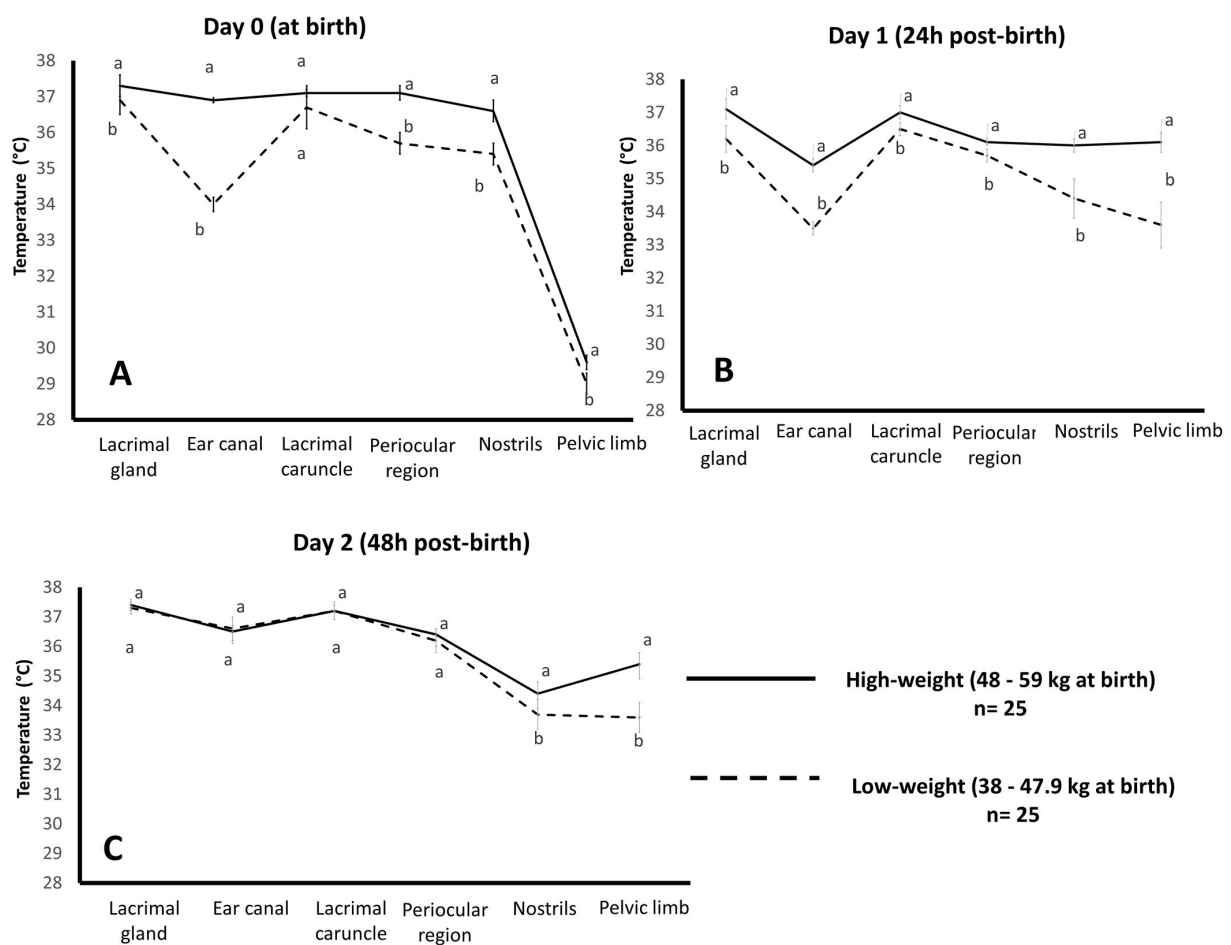 Day 0 (at birth)
Temperature (°C)
38
37
36
35
34
33
32
31
30
29
28
a
a
a
a
a
b
b
a
b
b
a
b
A
Lacrimal
gland
Ear canal
Lacrimal
caruncle
Periocular
region
Nostrils
Pelvic limb
Day 1 (24h post-birth)
Temperature (°C)
38
37
36
35
34
33
32
31
30
29
28
a
a
a
a
a
a
b
b
b
b
b
b
B
Lacrimal
gland
Ear canal
Lacrimal
caruncle
Periocular
region
Nostrils
Pelvic limb
Day 2 (48h post-birth)
Temperature (°C)
38
37
36
35
34
33
32
31
30
29
28
a
a
a
a
a
a
a
a
a
a
b
b
C
Lacrimal
gland
Ear canal
Lacrimal
caruncle
Periocular
region
Nostrils
Pelvic limb
High-weight (48 - 59 kg at birth)
n= 25
Low-weight (38 - 47.9 kg at birth)
n= 25